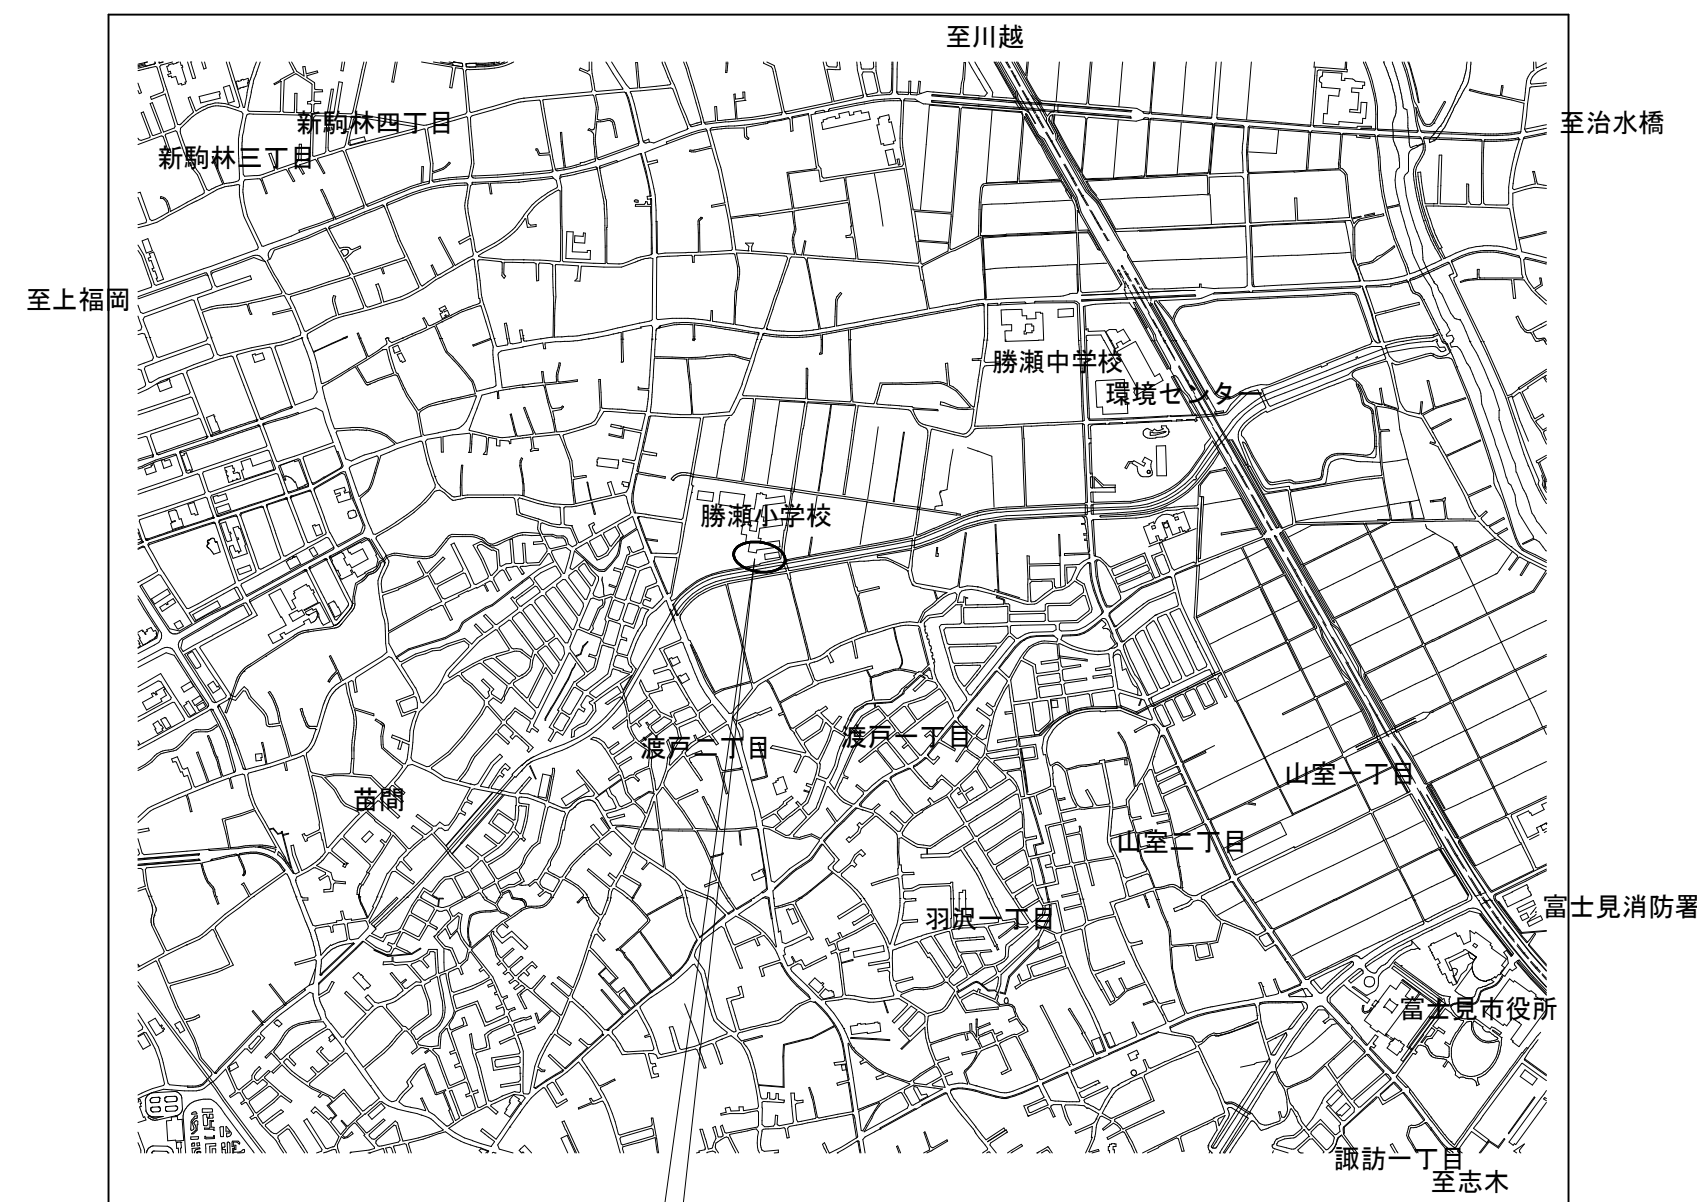 至川越
新駒林四丁目
至治水橋
新駒林三丁目
至上福岡
勝瀬中学校
環境センター
勝瀬小学校
渡戸二丁目
渡戸一丁目
山室一丁目
苗間
山室二丁目
富士見消防署
羽沢一丁目
富士見市役所
諏訪一丁目
至志木